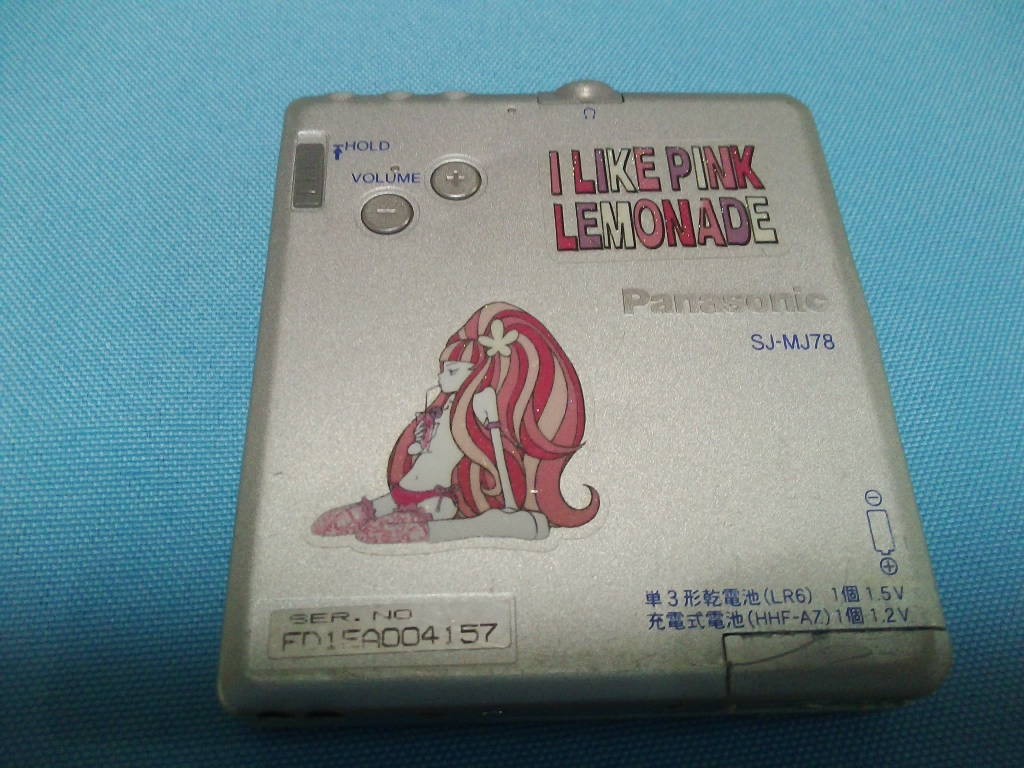 HOLD
VOLUME
I LIKE PINK
LEMONADE
Panasonic
SJ-MJ78
単3形乾電池(LR6) 1個 1.5V
充電式電池(HHF-AZ) 1個 1.2V
SER. NO
FD1EA004157